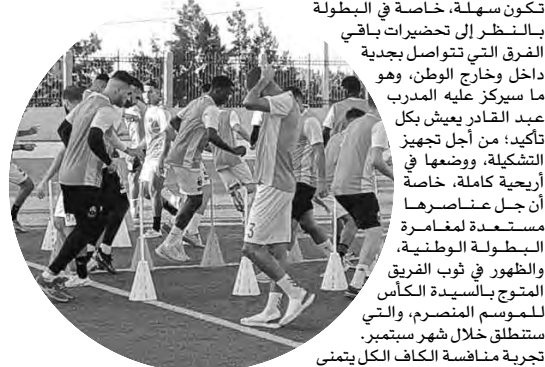 تكون سهلة، خاصة في البطولة
بالنظر إلى تحضيرات باقي
الفرق التي تتواصل بجدية
داخل وخارج الوطن، وهو
ما سيركز عليه المدرب
عبد القادر يعيش بكل
تأكيد؛ من أجل تجهيز
التشكيلة، ووضعها في
أريحية كاملة، خاصة
أن جل عناصرها
مستعدة لمغامرة
البطولة الوطنية،
والظهور في ثوب الفريق
المتوج بالسيدة الكأس
للموسم المنصرم، والتي
ستنطلق خلال شهر سبتمبر.
تجربة منافسة الكاف الكل يتمنى
3